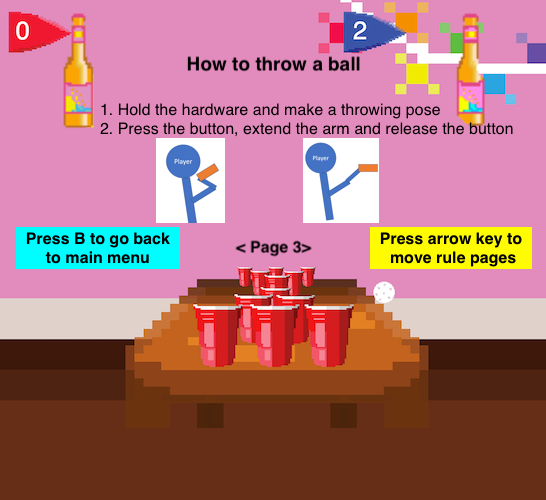 0
2
How to throw a ball
1. Hold the hardware and make a throwing pose
2. Press the button, extend the arm and release the button
Player
Player
Press B to go back
to main menu
< Page 3>
Press arrow key to
move rule pages